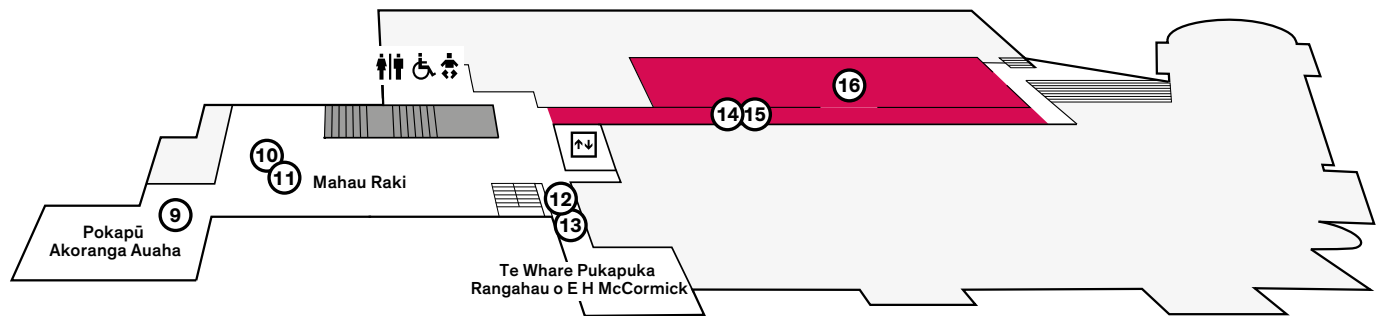 16
14 15
10
11
Mahau Raki
12
9
13
Pokapū
Akoranga Auaha
Te Whare Pukapuka
Rangahau o E H McCormick